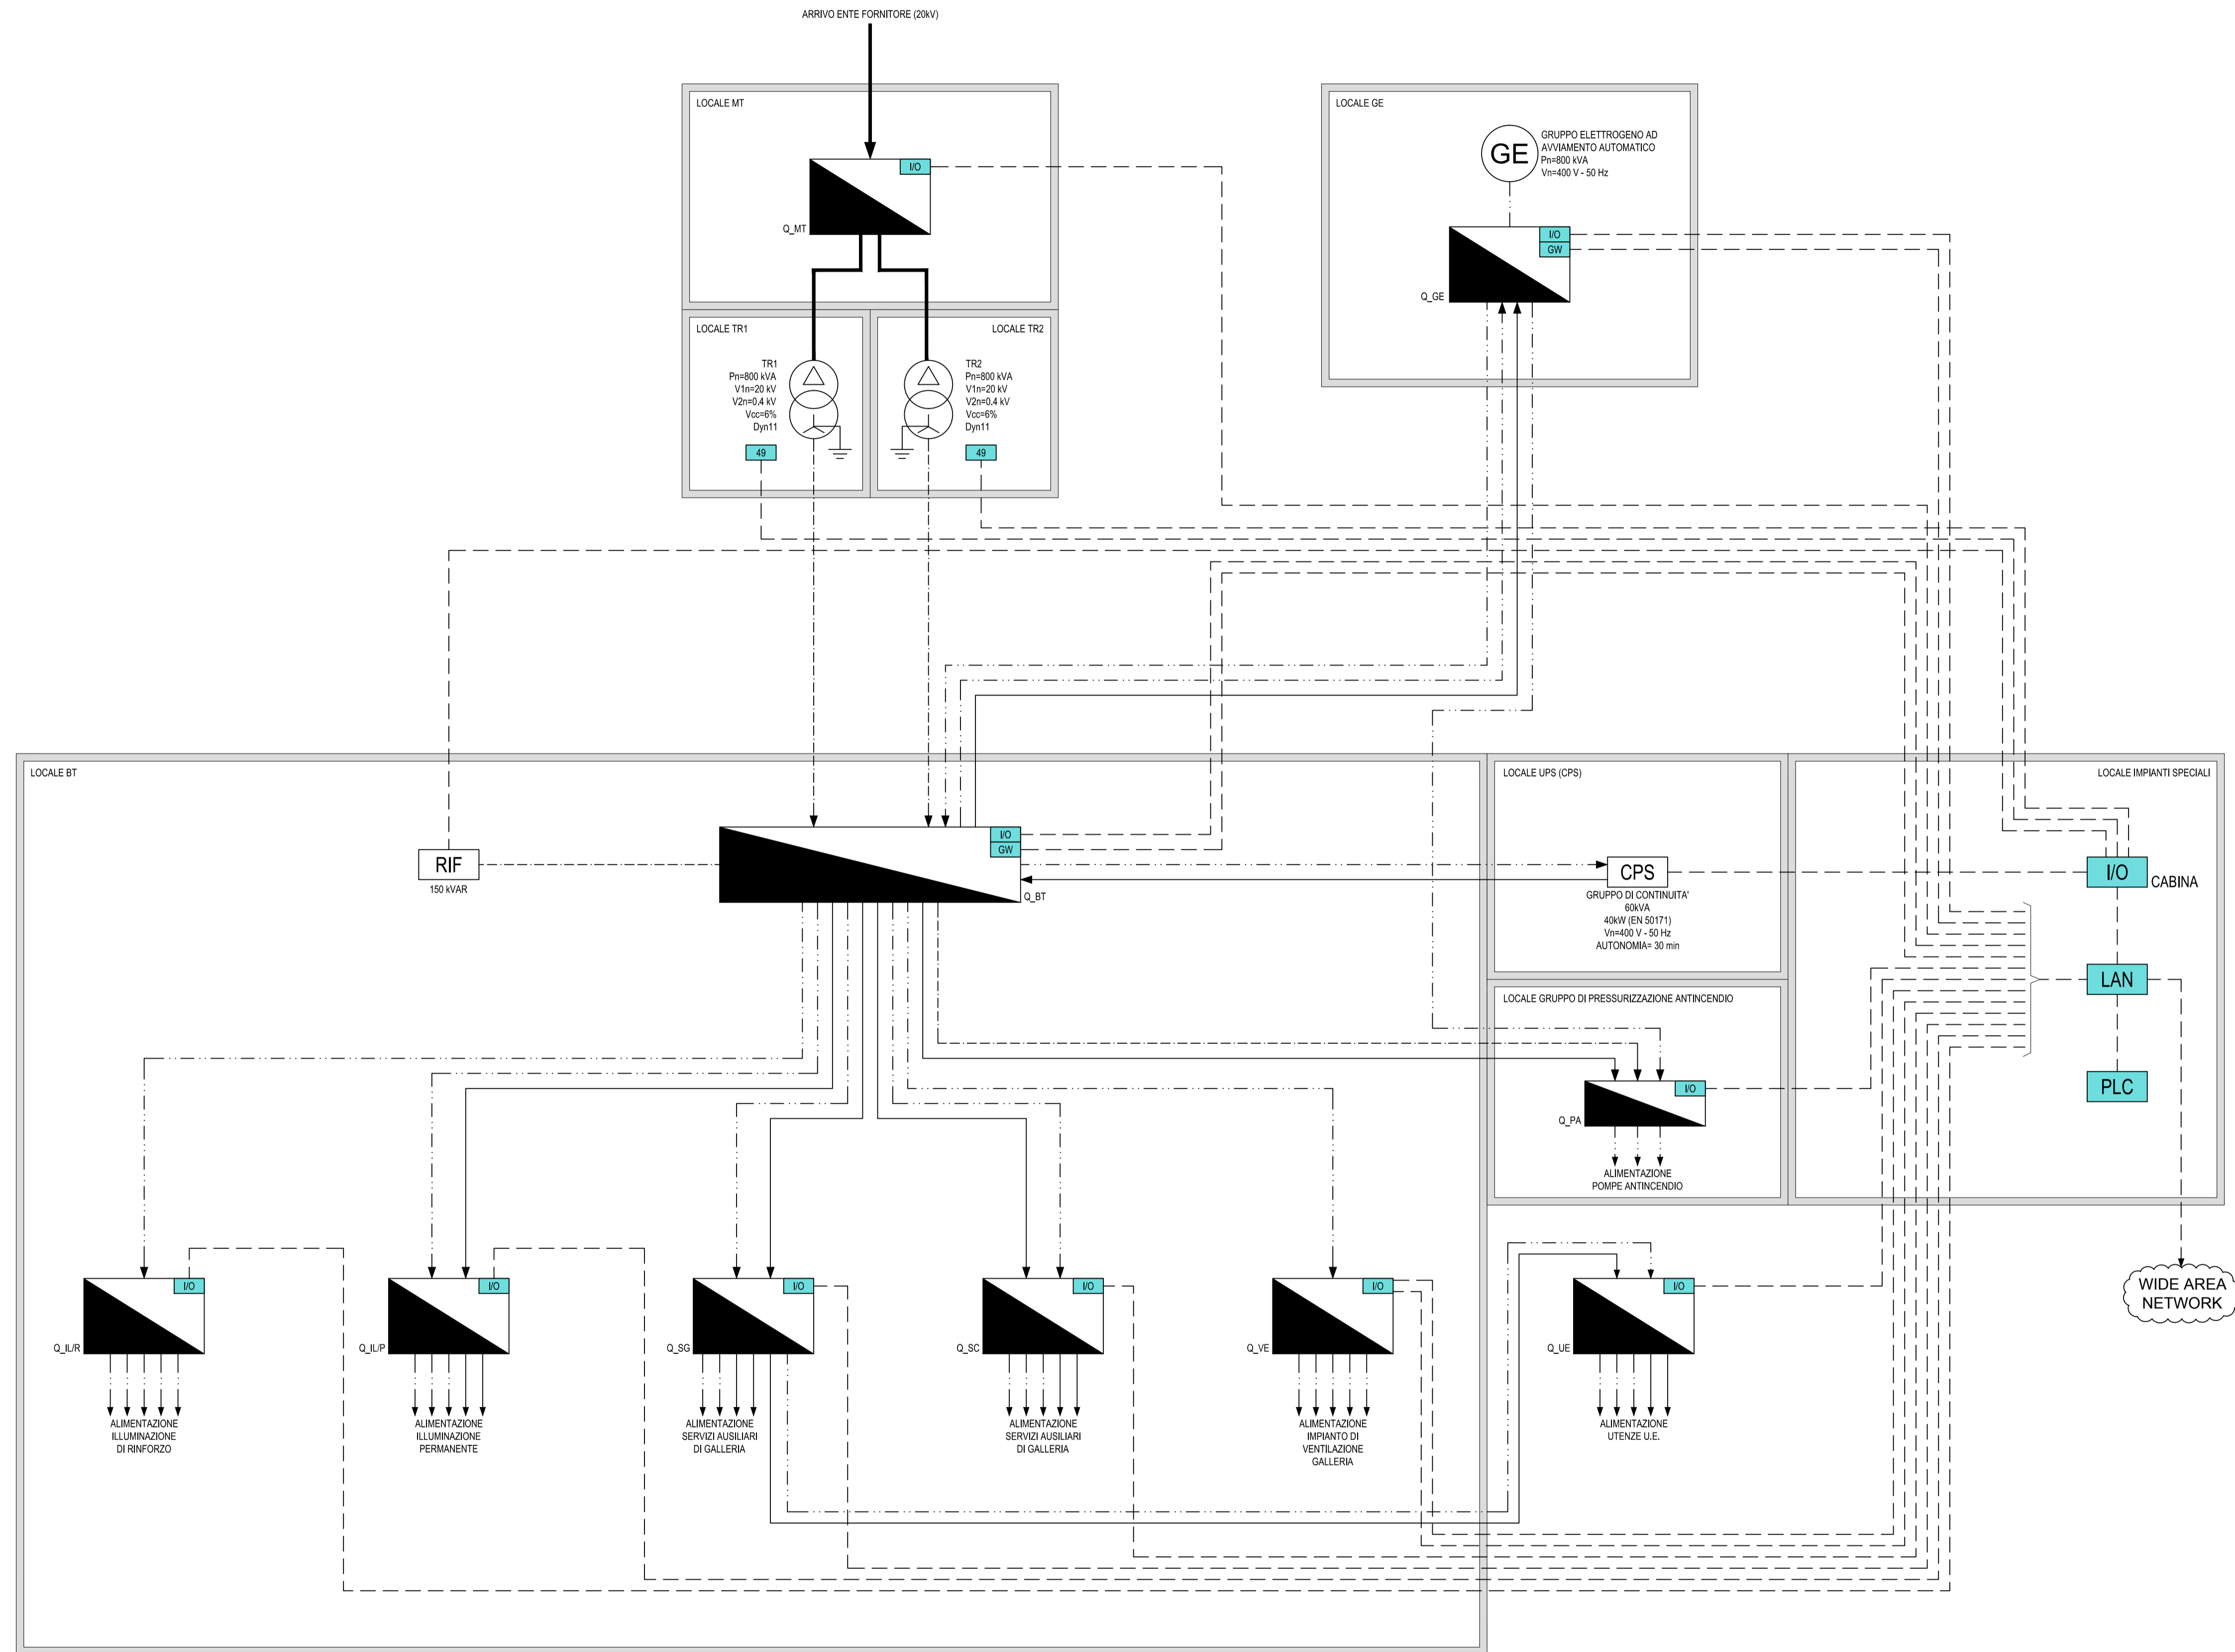 ARRIVO ENTE FORNITORE (20kV)
LOCALE MT
I/O
Q_MT
LOCALE GE
GE
GRUPPO ELETTROGENO AD
AVVIAMENTO AUTOMATICO
Pn=800 kVA
Vn=400 V - 50 Hz
I/O
GW
Q_GE
LOCALE TR1
TR1
Pn=800 kVA
V1n=20 kV
V2n=0.4 kV
Vcc=6%
Dyn11
49
LOCALE TR2
TR2
Pn=800 kVA
V1n=20 kV
V2n=0.4 kV
Vcc=6%
Dyn11
49
LOCALE BT
RIF
150 kVAR
I/O
GW
Q_BT
LOCALE UPS (CPS)
CPS
GRUPPO DI CONTINUITA'
60kVA
40kW (EN 50171)
Vn=400 V - 50 Hz
AUTONOMIA= 30 min
LOCALE IMPIANTI SPECIALI
I/O
CABINA
LAN
PLC
LOCALE GRUPPO DI PRESSURIZZAZIONE ANTINCENDIO
I/O
Q_PA
ALIMENTAZIONE
POMPE ANTINCENDIO
WIDE AREA
NETWORK
I/O
Q_IL/R
ALIMENTAZIONE
ILLUMINAZIONE
DI RINFORZO
I/O
Q_IL/P
ALIMENTAZIONE
ILLUMINAZIONE
PERMANENTE
I/O
Q_SG
ALIMENTAZIONE
SERVIZI AUSILIARI
DI GALLERIA
I/O
Q_SC
ALIMENTAZIONE
SERVIZI AUSILIARI
DI GALLERIA
I/O
Q_VE
ALIMENTAZIONE
IMPIANTO DI
VENTILAZIONE
GALLERIA
I/O
Q_UE
ALIMENTAZIONE
UTENZE U.E.